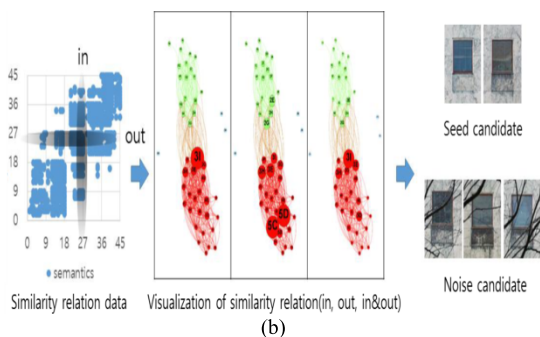 in
out
45
36
27
18
9
0
0 9 18 27 36 45
semantics
Similarity relation data
Visualization of similarity relation(in, out, in&out)
Seed candidate
Noise candidate
(b)